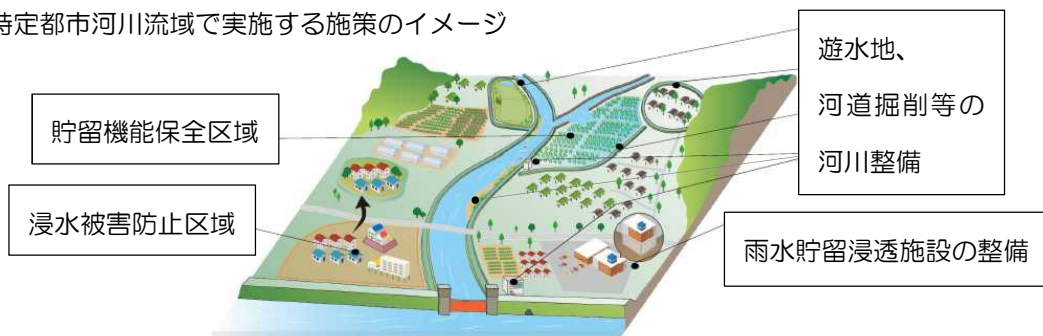 特定都市河川流域で実施する施策のイメージ
遊水地、
河道掘削等の
河川整備
貯留機能保全区域
浸水被害防止区域
雨水貯留浸透施設の整備